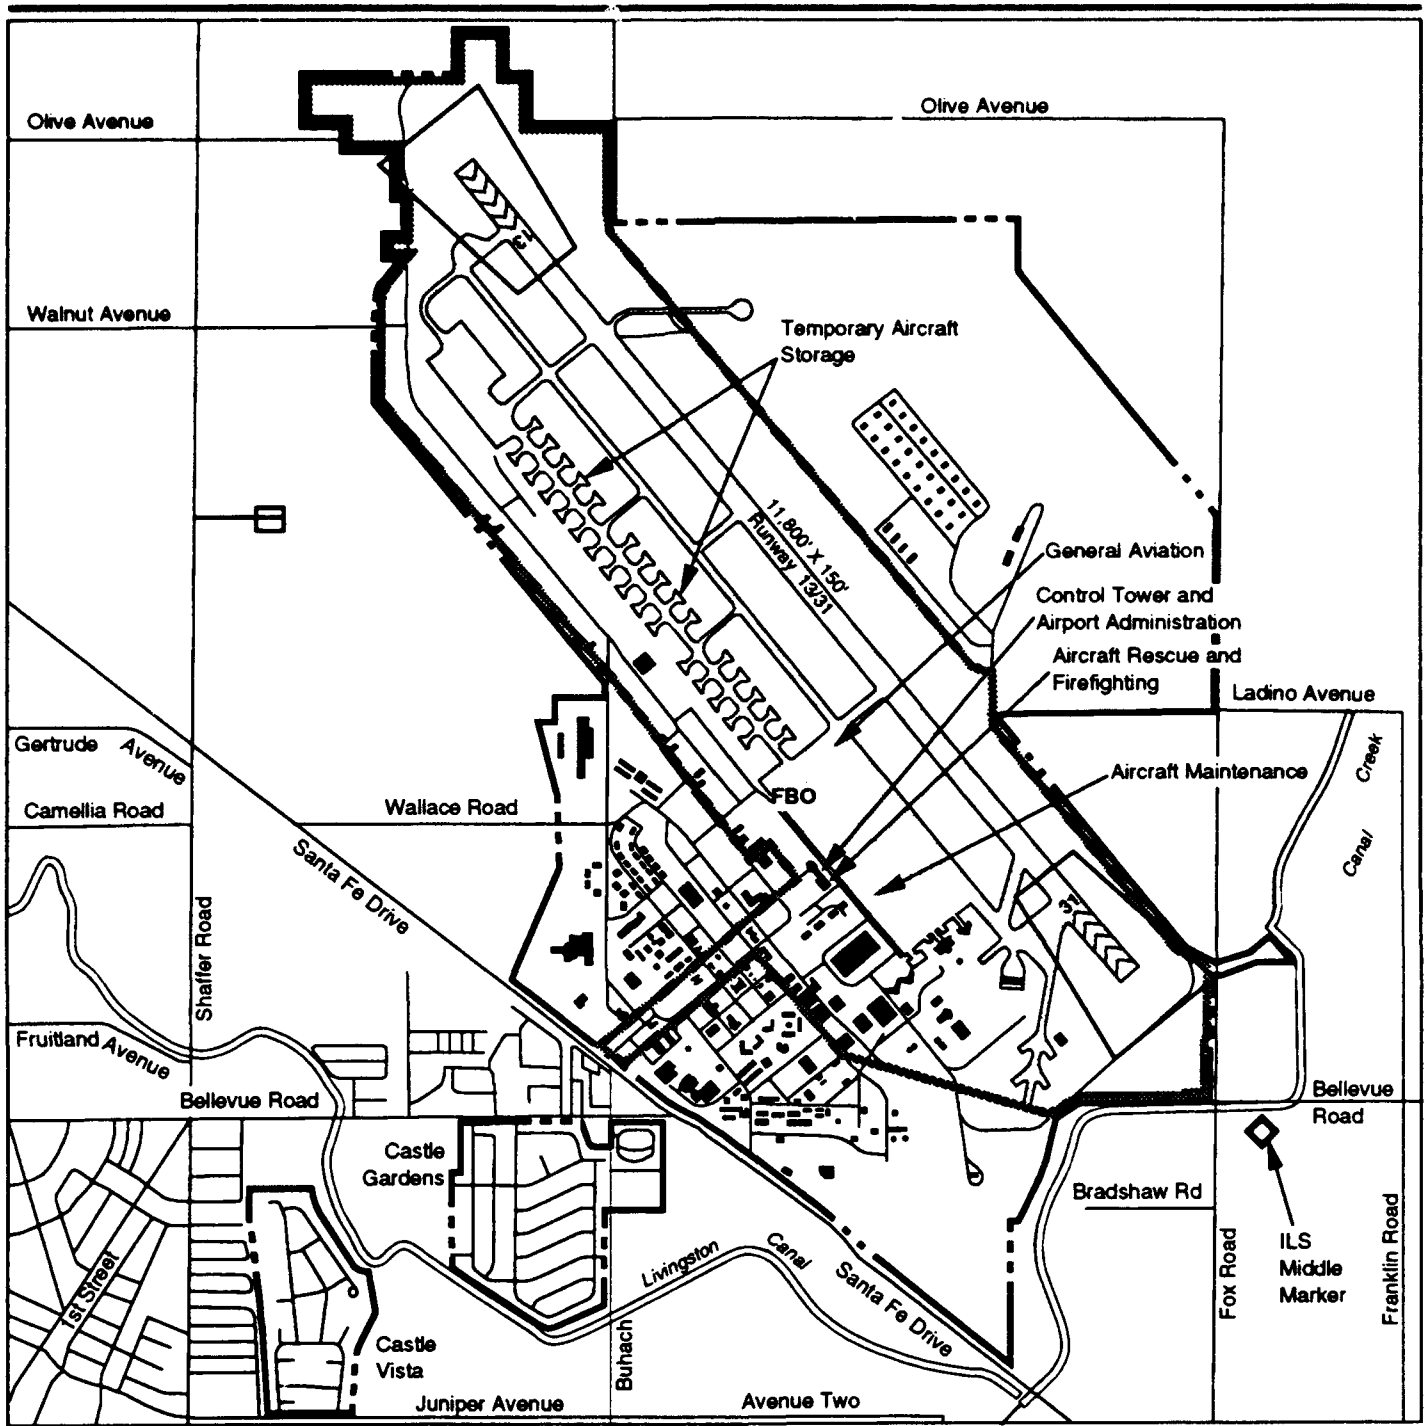 Olive Avenue
Olive Avenue
13
Walnut Avenue
Temporary Aircraft
Storage
11,800' X 150'
Runway 13/31
General Aviation
Control Tower and
Airport Administration
Aircraft Rescue and
Firefighting
Ladino Avenue
Gertrude Avenue
Aircraft Maintenance
Canal Creek
FBO
Camellia Road
Wallace Road
Santa Fe Drive
31
Shaffer Road
Fruitland Avenue
Bellevue Road
Bellevue
Road
Castle
Gardens
Bradshaw Rd
ILS
Middle
Marker
Fox Road
Franklin Road
1st Street
Livingston Canal
Santa Fe Drive
Buhach
Castle
Vista
Juniper Avenue
Avenue Two